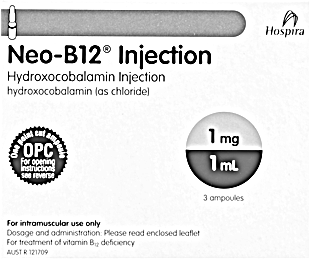 Hospira
Neo-B12® Injection
Hydroxocobalamin Injection
hydroxocobalamin (as chloride)
One point cut ampoule
OPC
For opening
instructions
see reverse
1 mg
1 mL
3 ampoules
For intramuscular use only
Dosage and administration: Please read enclosed leaflet
For treatment of vitamin B₁₂ deficiency
AUST R 121709